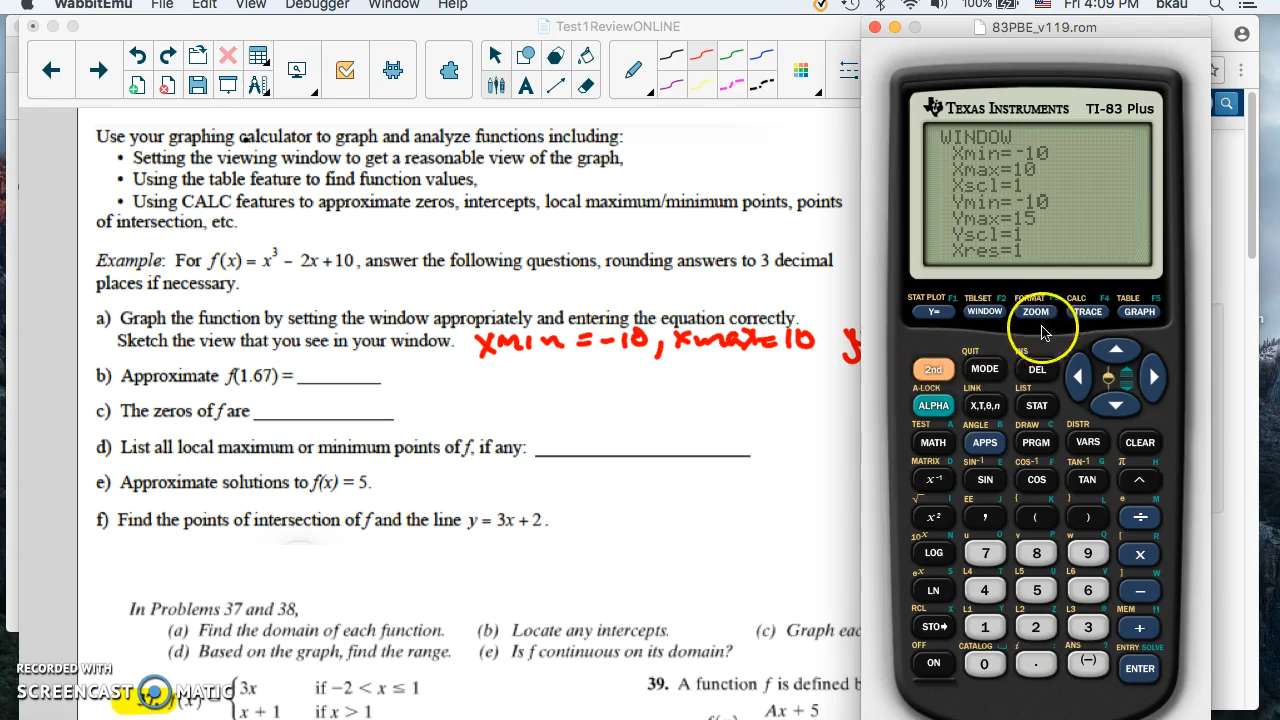 WabbitEmu File Edit View Debugger Window Help 100% Fri 4:09 PM bkau
Test1ReviewONLINE
83PBE_v119.rom
Use your graphing calculator to graph and analyze functions including:
• Setting the viewing window to get a reasonable view of the graph,
• Using the table feature to find function values,
• Using CALC features to approximate zeros, intercepts, local maximum/minimum points, points
of intersection, etc.
Example: For f(x) = x³ − 2x + 10, answer the following questions, rounding answers to 3 decimal
places if necessary.
a) Graph the function by setting the window appropriately and entering the equation correctly.
Sketch the view that you see in your window. xmin = -10, xmax=10 y
b) Approximate f(1.67) = ________
c) The zeros of f are ____________
d) List all local maximum or minimum points of f, if any: ____________________
e) Approximate solutions to f(x) = 5.
f) Find the points of intersection of f and the line y = 3x + 2.
In Problems 37 and 38,
(a) Find the domain of each function. (b) Locate any intercepts. (c) Graph eac
(d) Based on the graph, find the range. (e) Is f continuous on its domain?
3x if −2 < x ≤ 1
x + 1 if x > 1
39. A function f is defined b
Ax + 5
RECORDED WITH
SCREENCAST MATIC
TEXAS INSTRUMENTS TI-83 Plus
WINDOW
Xmin=-10
Xmax=10
Xscl=1
Ymin=-10
Ymax=15
Yscl=1
Xres=1
STAT PLOT F1 TBLSET F2 FORMAT F3 CALC F4 TABLE F5
Y= WINDOW ZOOM TRACE GRAPH
QUIT INS
2nd MODE DEL
A-LOCK LINK LIST
ALPHA X,T,θ,n STAT
TEST A ANGLE B DRAW C DISTR
MATH APPS PRGM VARS CLEAR
MATRIX D SIN⁻¹ E COS⁻¹ F TAN⁻¹ G π H
x⁻¹ SIN COS TAN ^
√ I EE J { K } L e M
x² , ( ) ÷
10ˣ N u O v P w Q [ R
LOG 7 8 9 x
eˣ S L4 T L5 U L6 V ] W
LN 4 5 6 −
RCL X L1 Y L2 Z L3 θ MEM "
STO➔ 1 2 3 +
OFF CATALOG i : ANS ? ENTRY SOLVE
ON 0 . (−) ENTER